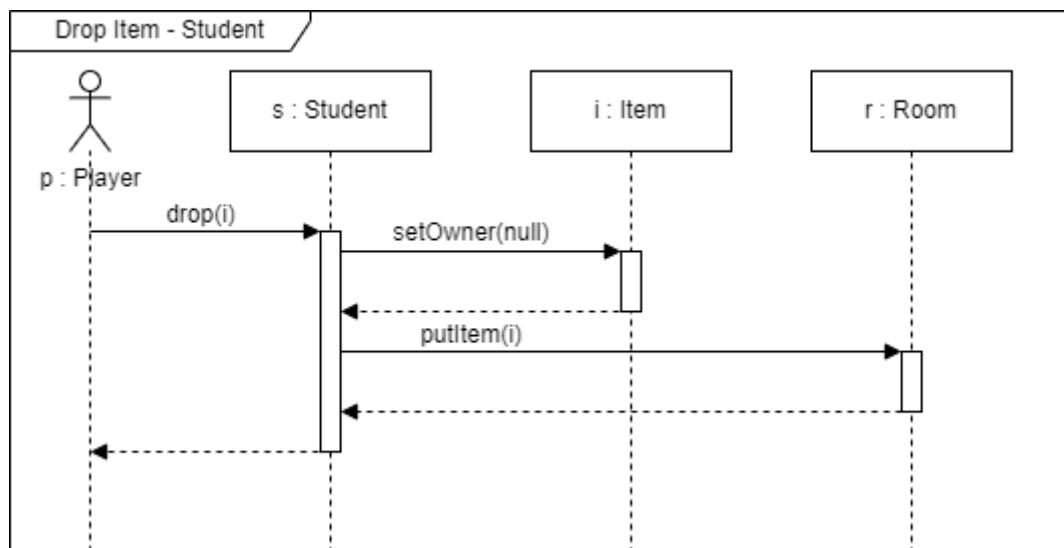 Drop Item - Student
s : Student
i : Item
r : Room
p : Player
drop(i)
setOwner(null)
putItem(i)